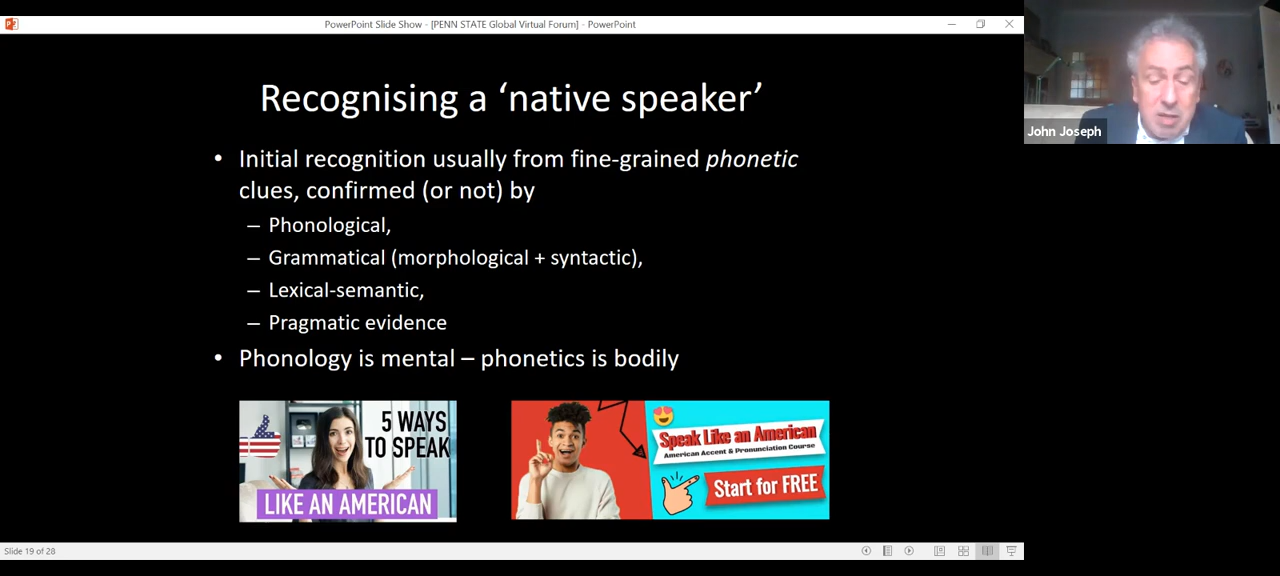 PowerPoint Slide Show - [PENN STATE Global Virtual Forum] - PowerPoint
John Joseph
Recognising a ‘native speaker’
• Initial recognition usually from fine-grained phonetic
clues, confirmed (or not) by
– Phonological,
– Grammatical (morphological + syntactic),
– Lexical-semantic,
– Pragmatic evidence
• Phonology is mental – phonetics is bodily
5 WAYS
TO SPEAK
LIKE AN AMERICAN
Speak Like an American
American Accent & Pronunciation Course
Start for FREE
Slide 19 of 28